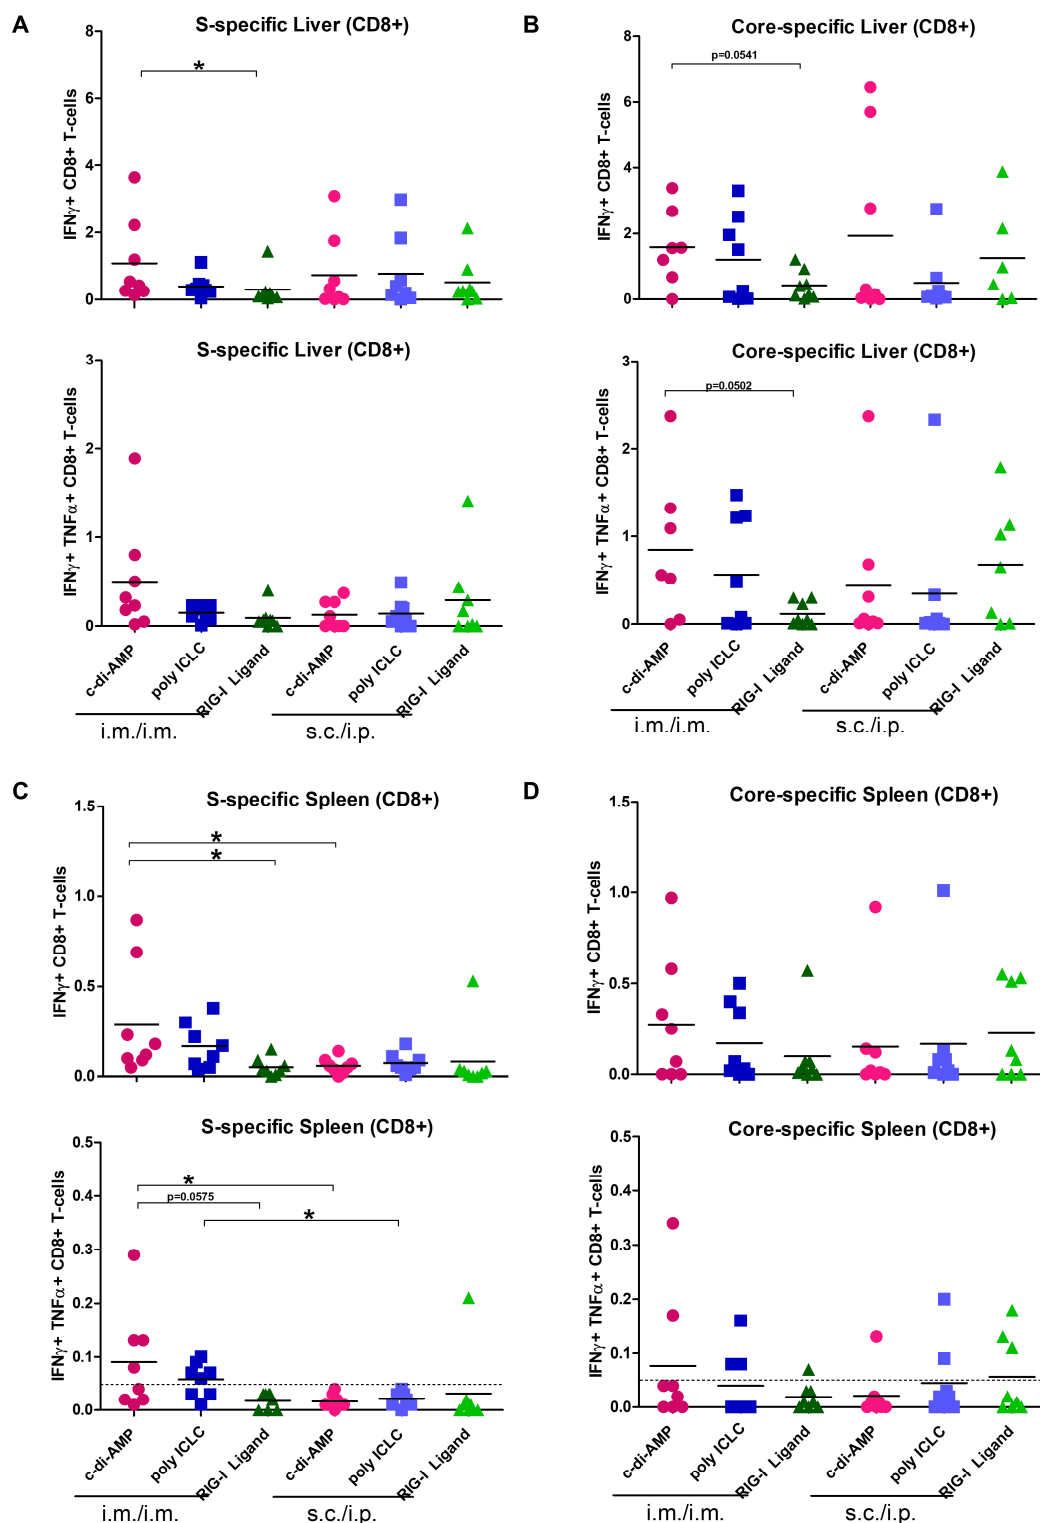 A
S-specific Liver (CD8+)
IFNγ+ CD8+ T-cells
8
6
4
2
0
*
B
Core-specific Liver (CD8+)
IFNγ+ CD8+ T-cells
8
6
4
2
0
p=0.0541
S-specific Liver (CD8+)
IFNγ+ TNFα+ CD8+ T-cells
3
2
1
0
c-di-AMP
poly ICLC
RIG-I Ligand
c-di-AMP
poly ICLC
RIG-I Ligand
i.m./i.m.
s.c./i.p.
Core-specific Liver (CD8+)
IFNγ+ TNFα+ CD8+ T-cells
3
2
1
0
p=0.0502
c-di-AMP
poly ICLC
RIG-I Ligand
c-di-AMP
poly ICLC
RIG-I Ligand
i.m./i.m.
s.c./i.p.
C
S-specific Spleen (CD8+)
IFNγ+ CD8+ T-cells
1.5
1.0
0.5
0.0
*
*
D
Core-specific Spleen (CD8+)
IFNγ+ CD8+ T-cells
1.5
1.0
0.5
0.0
S-specific Spleen (CD8+)
IFNγ+ TNFα+ CD8+ T-cells
0.5
0.4
0.3
0.2
0.1
0.0
*
p=0.0575
*
c-di-AMP
poly ICLC
RIG-I Ligand
c-di-AMP
poly ICLC
RIG-I Ligand
i.m./i.m.
s.c./i.p.
Core-specific Spleen (CD8+)
IFNγ+ TNFα+ CD8+ T-cells
0.5
0.4
0.3
0.2
0.1
0.0
c-di-AMP
poly ICLC
RIG-I Ligand
c-di-AMP
poly ICLC
RIG-I Ligand
i.m./i.m.
s.c./i.p.